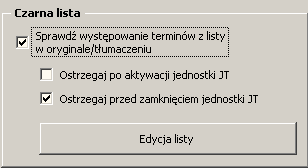 Czarna lista
Sprawdź występowanie terminów z listy
w oryginale/tłumaczeniu
Ostrzegaj po aktywacji jednostki JT
Ostrzegaj przed zamknięciem jednostki JT
Edycja listy